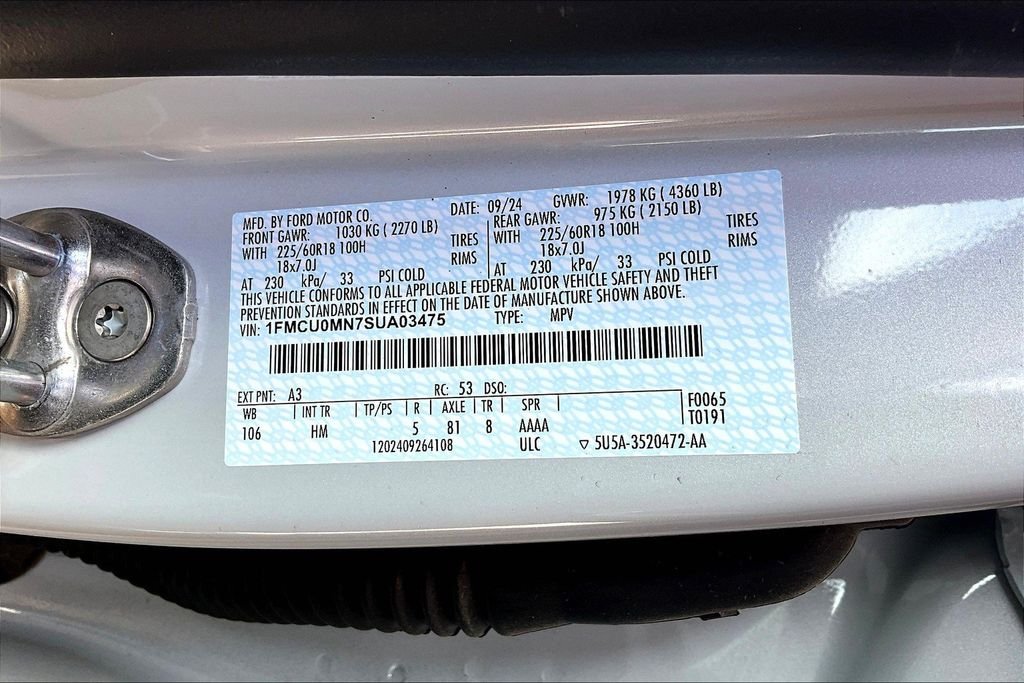 MFD. BY FORD MOTOR CO. DATE: 09/24 GVWR: 1978 KG ( 4360 LB)
FRONT GAWR: 1030 KG ( 2270 LB) REAR GAWR: 975 KG ( 2150 LB)
WITH 225/60R18 100H TIRES WITH 225/60R18 100H TIRES
18x7.0J RIMS 18x7.0J RIMS
AT 230 kPa/ 33 PSI COLD AT 230 kPa/ 33 PSI COLD
THIS VEHICLE CONFORMS TO ALL APPLICABLE FEDERAL MOTOR VEHICLE SAFETY AND THEFT
PREVENTION STANDARDS IN EFFECT ON THE DATE OF MANUFACTURE SHOWN ABOVE.
VIN: 1FMCU0MN7SUA03475 TYPE: MPV
EXT PNT: A3 RC: 53 DSO:
WB INT TR TP/PS R AXLE TR SPR F0065
106 HM 5 81 8 AAAA T0191
1202409264108 ULC ▽ 5U5A-3520472-AA